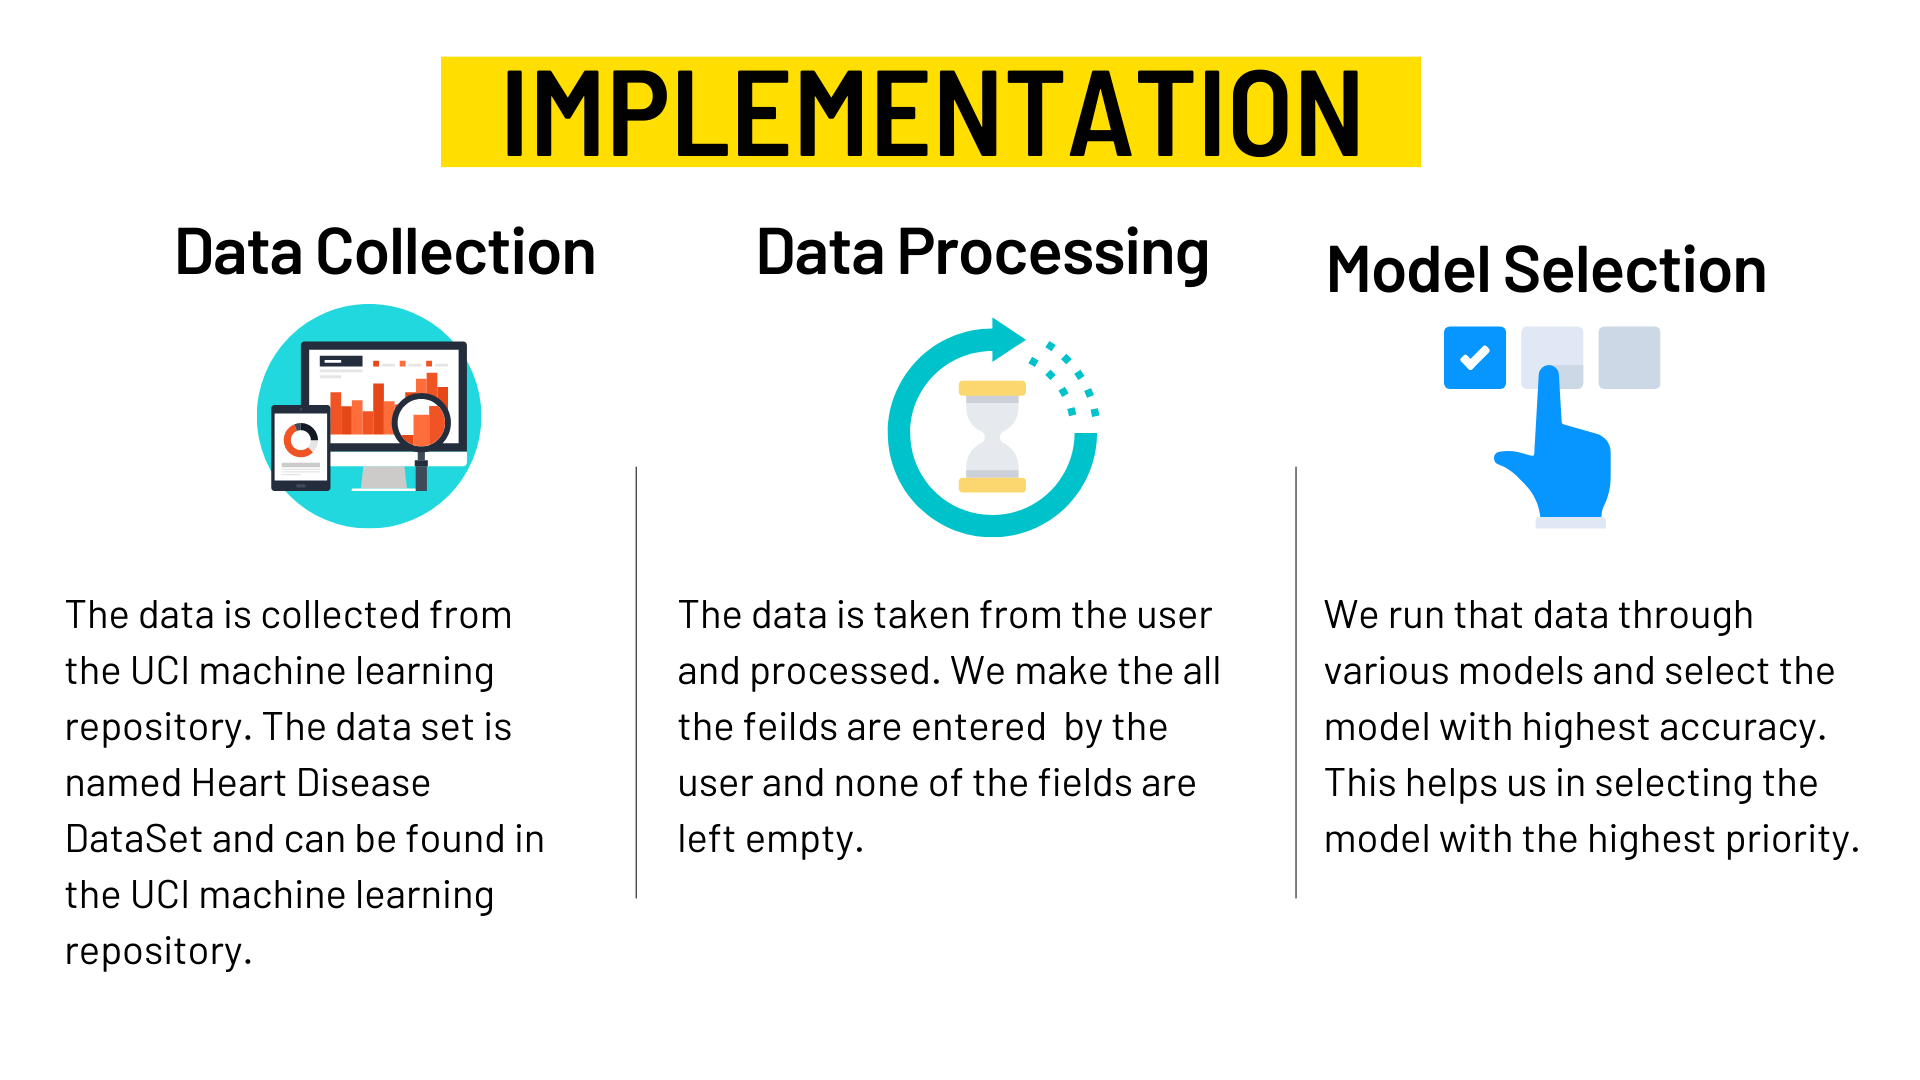 IMPLEMENTATION
Data Collection
The data is collected from
the UCI machine learning
repository. The data set is
named Heart Disease
DataSet and can be found in
the UCI machine learning
repository.
Data Processing
The data is taken from the user
and processed. We make the all
the feilds are entered  by the
user and none of the fields are
left empty.
Model Selection
We run that data through
various models and select the
model with highest accuracy.
This helps us in selecting the
model with the highest priority.